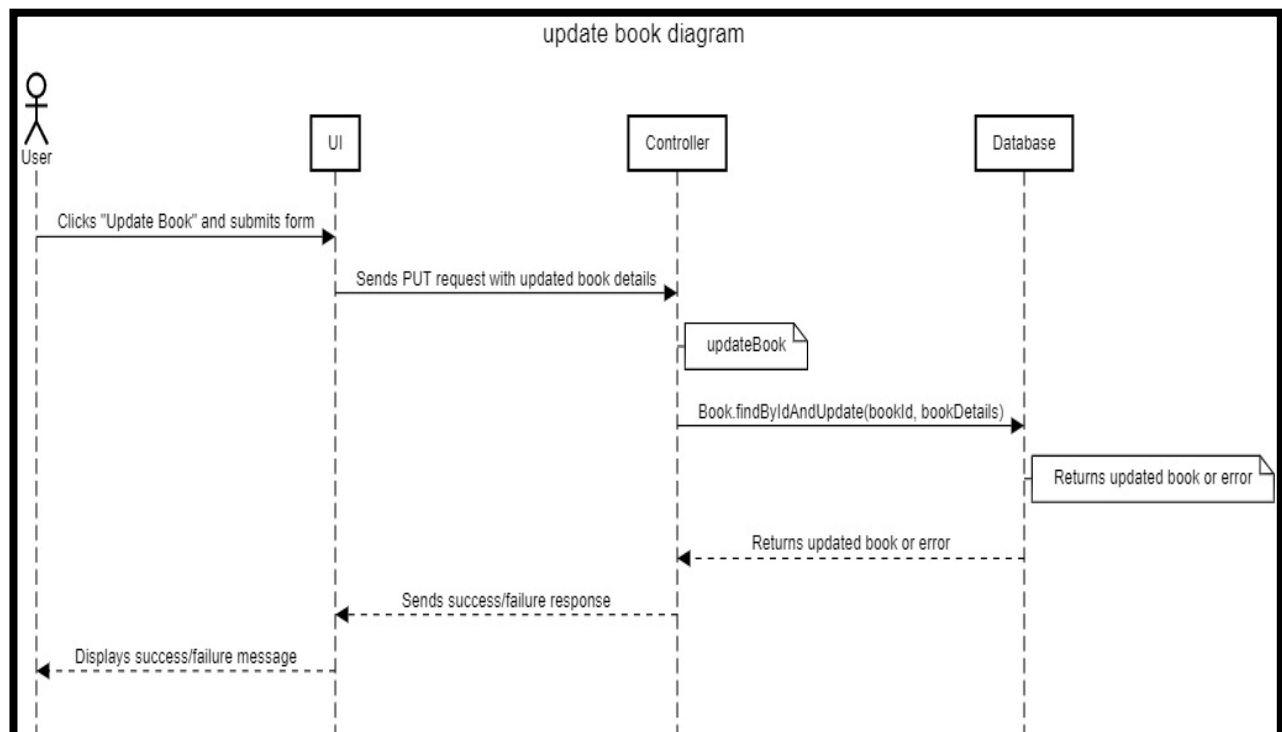 update book diagram
User
UI
Controller
Database
Clicks "Update Book" and submits form
Sends PUT request with updated book details
updateBook
Book.findByIdAndUpdate(bookId, bookDetails)
Returns updated book or error
Returns updated book or error
Sends success/failure response
Displays success/failure message